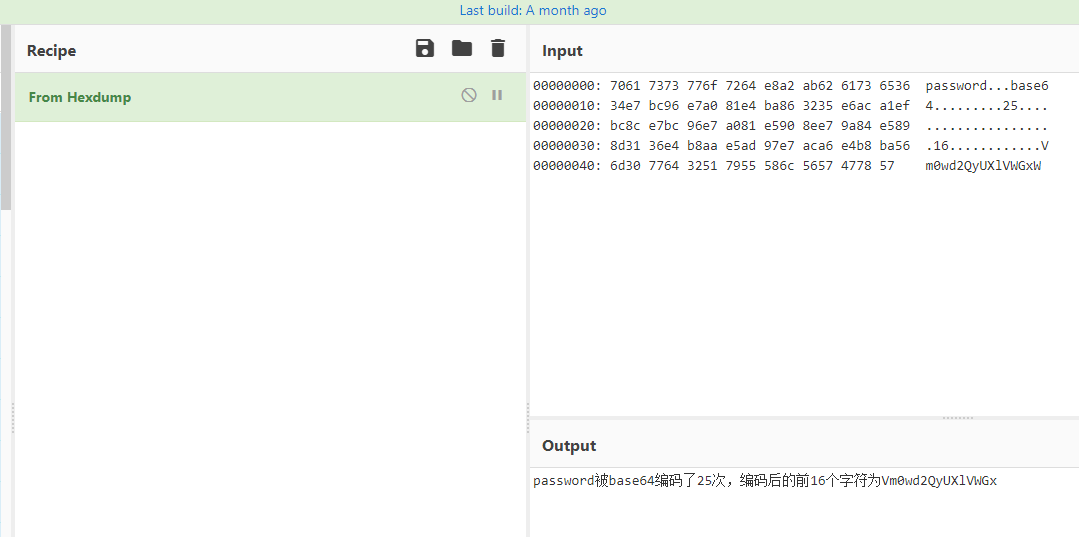 Last build: A month ago
Recipe
From Hexdump
Input
00000000: 7061 7373 776f 7264 e8a2 ab62 6173 6536  password...base6
00000010: 34e7 bc96 e7a0 81e4 ba86 3235 e6ac a1ef  4.........25....
00000020: bc8c e7bc 96e7 a081 e590 8ee7 9a84 e589  ................
00000030: 8d31 36e4 b8aa e5ad 97e7 aca6 e4b8 ba56  .16............V
00000040: 6d30 7764 3251 7955 586c 5657 4778 57    m0wd2QyUXlVWGxW
Output
password被base64编码了25次，编码后的前16个字符为Vm0wd2QyUXlVWGx